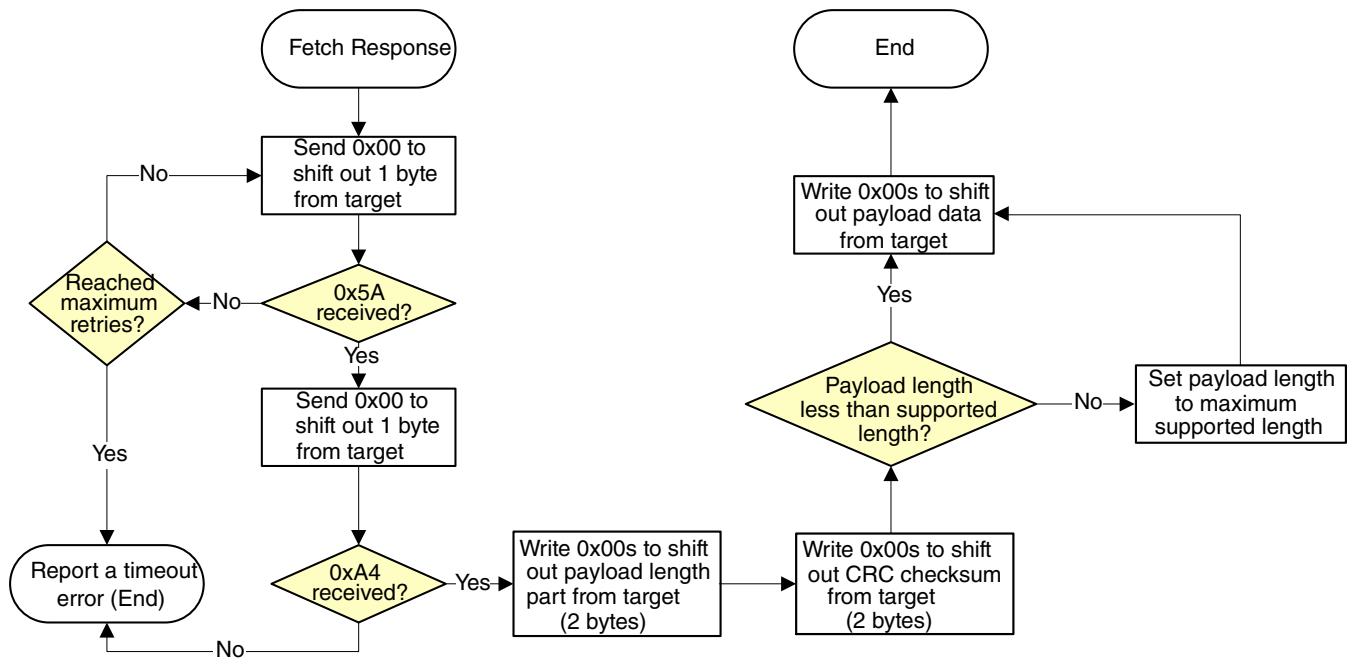 Fetch Response
End
Send 0x00 to
shift out 1 byte
from target
No
Write 0x00s to shift
out payload data
from target
Reached
maximum
retries?
No
0x5A
received?
Yes
Yes
Send 0x00 to
shift out 1 byte
from target
Payload length
less than supported
length?
No
Set payload length
to maximum
supported length
Yes
Report a timeout
error (End)
0xA4
received?
Yes
Write 0x00s to shift
out payload length
part from target
(2 bytes)
Write 0x00s to shift
out CRC checksum
from target
(2 bytes)
No